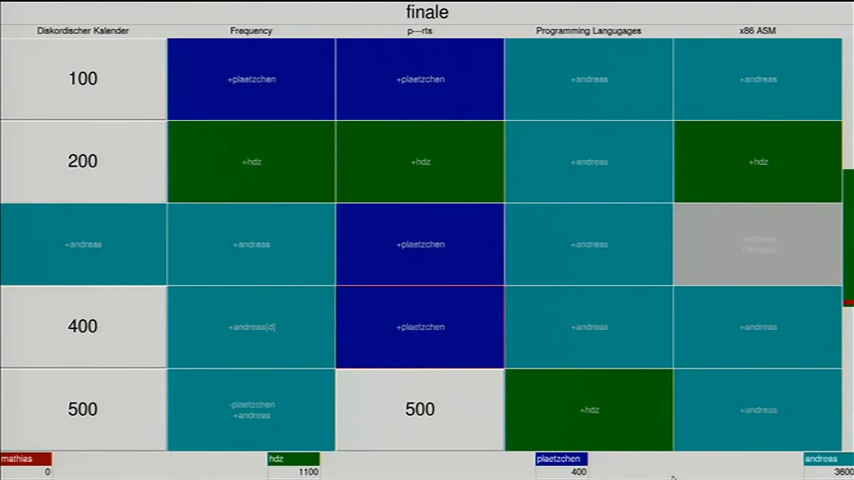 finale
Diskordischer Kalender Frequency p---rts Programming Langugages x86 ASM
100 +plaetzchen +plaetzchen +andreas +andreas
200 +hdz +hdz +andreas +hdz
+andreas +andreas +plaetzchen +andreas
400 +andreas[d] +plaetzchen +andreas +andreas
500 -plaetzchen 500 +hdz +andreas
+andreas
mathias hdz plaetzchen andreas
0 1100 400 3600